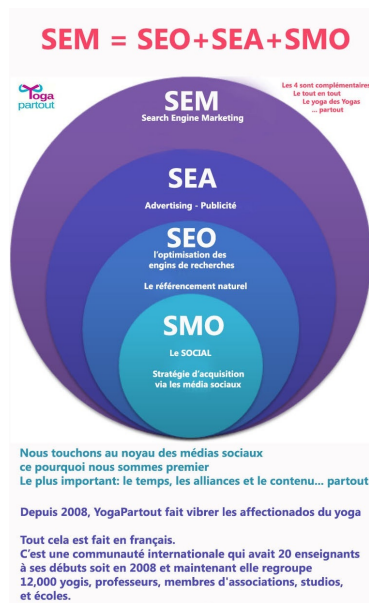 SEM = SEO+SEA+SMO
Yoga
partout
Les 4 sont complémentaires
Le tout en tout
Le yoga des Yogas
... partout
SEM
Search Engine Marketing
SEA
Advertising - Publicité
SEO
l'optimisation des
engins de recherches
Le référencement naturel
SMO
Le SOCIAL
Stratégie d'acquisition
via les média sociaux
Nous touchons au noyau des médias sociaux
ce pourquoi nous sommes premier
Le plus important: le temps, les alliances et le contenu... partout
Depuis 2008, YogaPartout fait vibrer les affectionados du yoga
Tout cela est fait en français.
C'est une communauté internationale qui avait 20 enseignants
à ses débuts soit en 2008 et maintenant elle regroupe
12,000 yogis, professeurs, membres d'associations, studios,
et écoles.